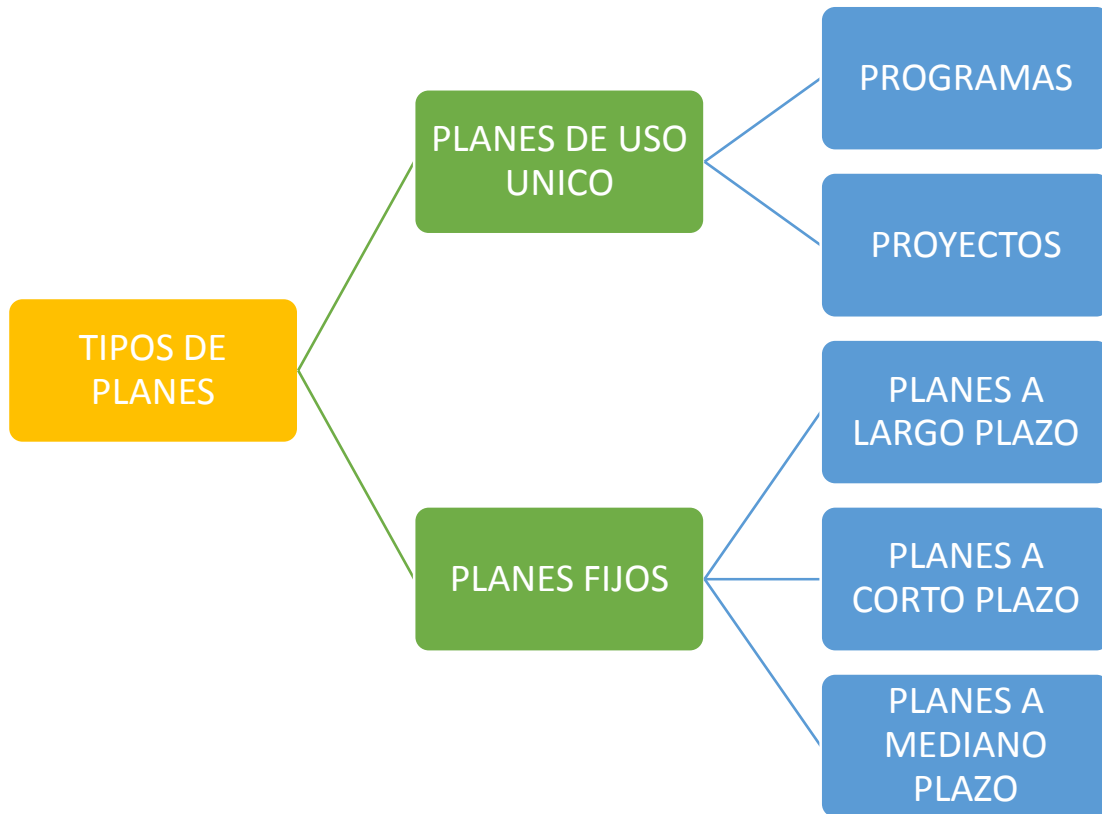 TIPOS DE
PLANES
PLANES DE USO
UNICO
PROGRAMAS
PROYECTOS
PLANES FIJOS
PLANES A
LARGO PLAZO
PLANES A
CORTO PLAZO
PLANES A
MEDIANO
PLAZO